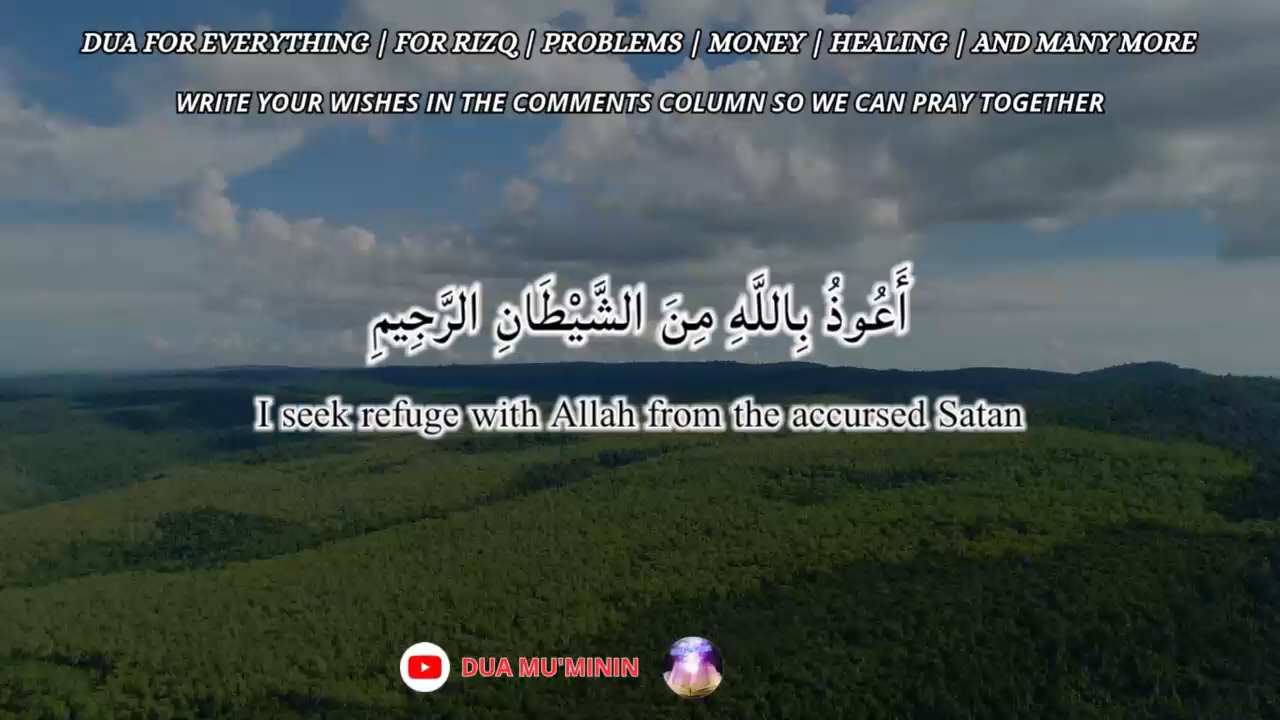 DUA FOR EVERYTHING | FOR RIZQ | PROBLEMS | MONEY | HEALING | AND MANY MORE
WRITE YOUR WISHES IN THE COMMENTS COLUMN SO WE CAN PRAY TOGETHER
أَعُوذُ بِاللَّهِ مِنَ الشَّيْطَانِ الرَّجِيمِ
I seek refuge with Allah from the accursed Satan
DUA MU'MININ